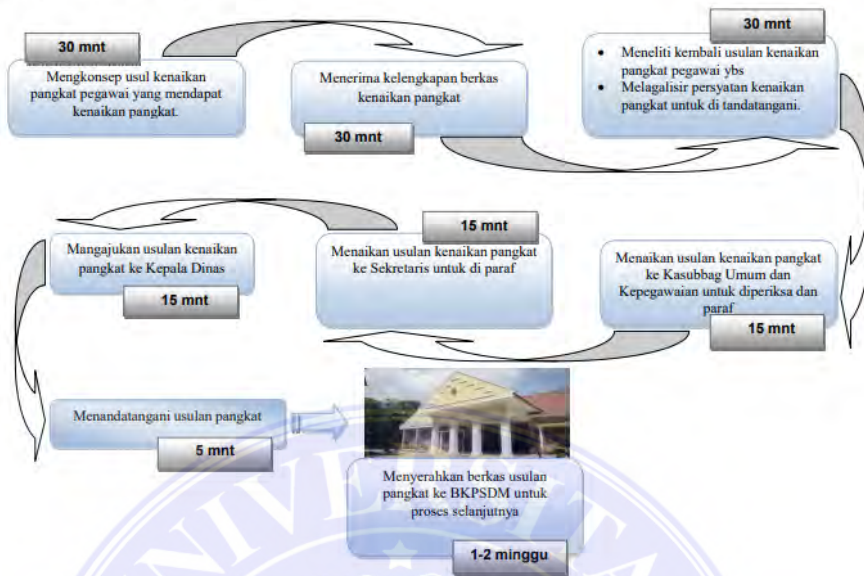 30 mnt
Mengkonsep usul kenaikan
pangkat pegawai yang mendapat
kenaikan pangkat.
Menerima kelengkapan berkas
kenaikan pangkat
30 mnt
30 mnt
• Meneliti kembali usulan kenaikan
pangkat pegawai ybs
• Melagalisir persyatan kenaikan
pangkat untuk di tandatangani.
Menaikan usulan kenaikan pangkat
ke Kasubbag Umum dan
Kepegawaian untuk diperiksa dan
paraf
15 mnt
15 mnt
Menaikan usulan kenaikan pangkat
ke Sekretaris untuk di paraf
Mangajukan usulan kenaikan
pangkat ke Kepala Dinas
15 mnt
Menandatangani usulan pangkat
5 mnt
Menyerahkan berkas usulan
pangkat ke BKPSDM untuk
proses selanjutnya
1-2 minggu